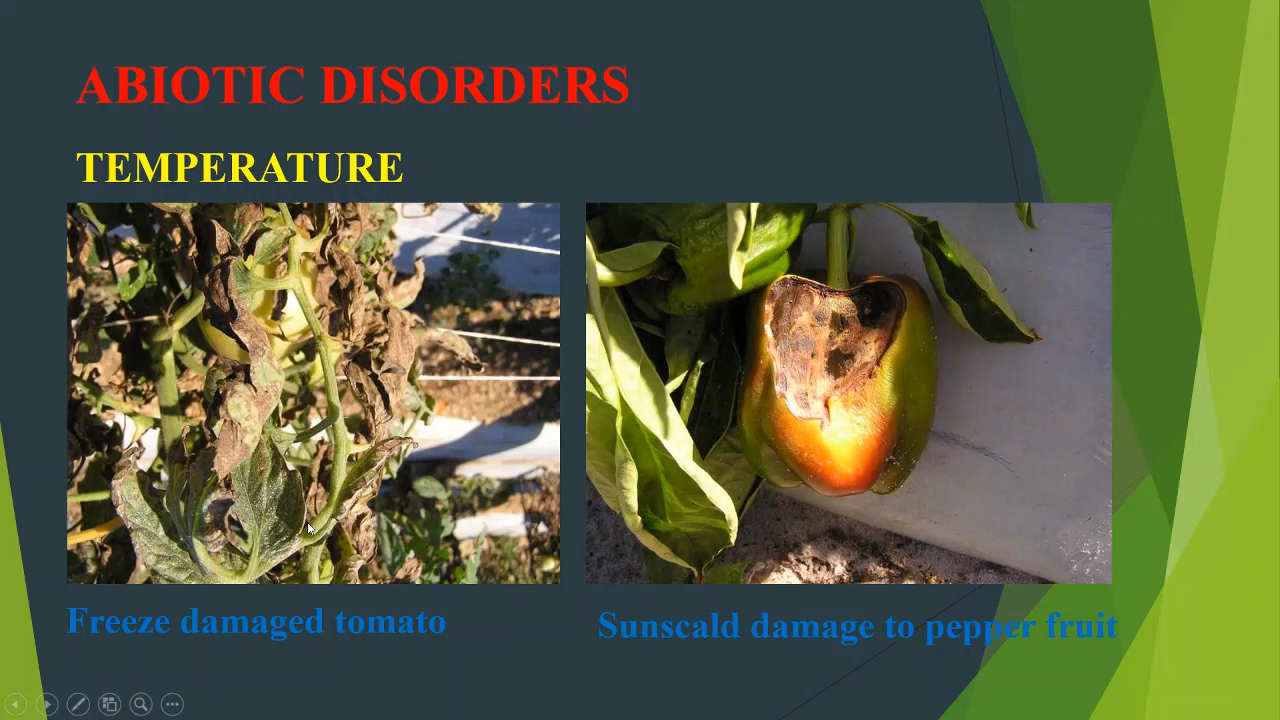 ABIOTIC DISORDERS
TEMPERATURE
Freeze damaged tomato
Sunscald damage to pepper fruit